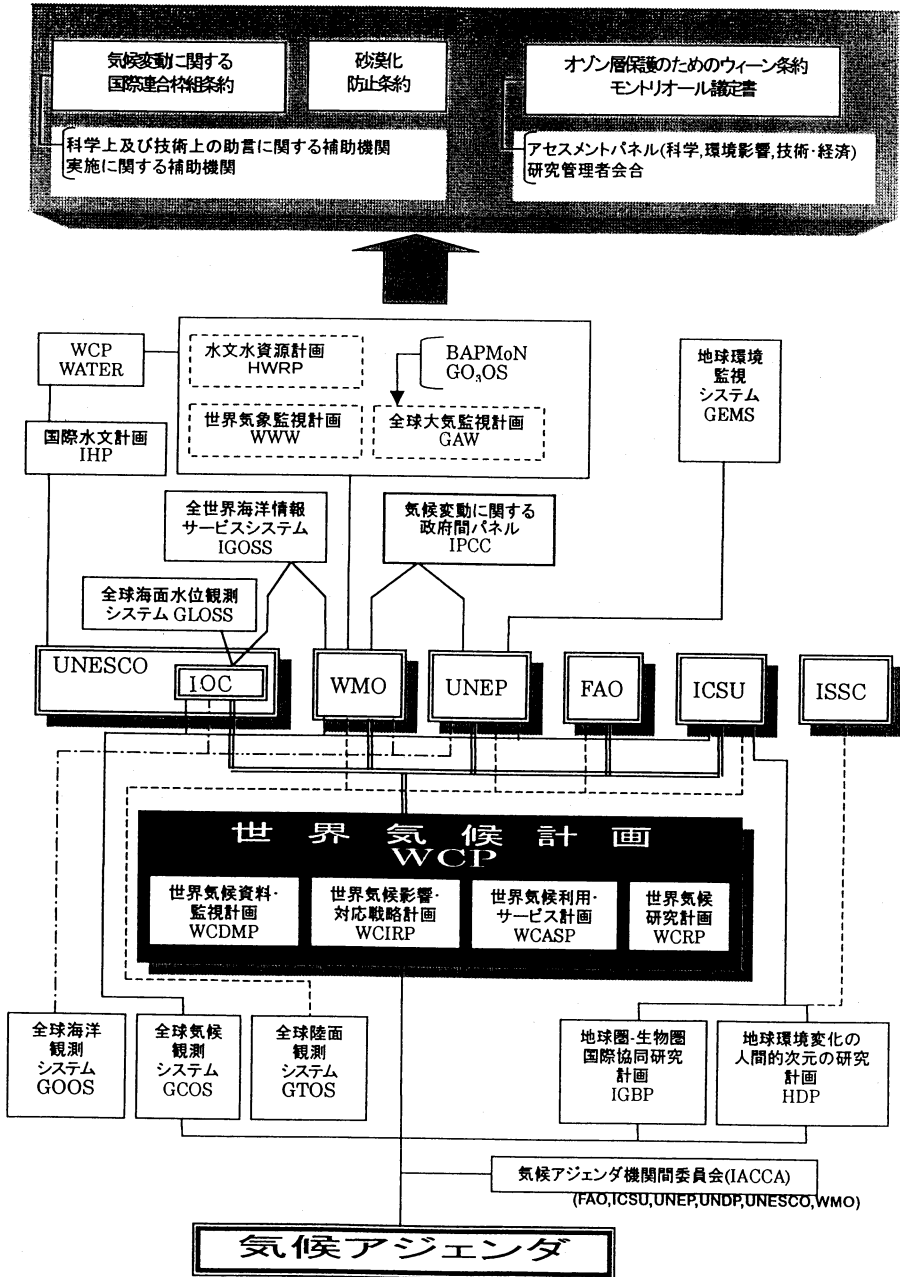 気候変動に関する
国際連合枠組条約
砂漠化
防止条約
オゾン層保護のためのウィーン条約
モントリオール議定書
科学上及び技術上の助言に関する補助機関
実施に関する補助機関
アセスメントパネル(科学,環境影響,技術・経済)
研究管理者会合
WCP
WATER
国際水文計画
IHP
水文水資源計画
HWRP
BAPMoN
GO₃OS
世界気象監視計画
WWW
全球大気監視計画
GAW
地球環境
監視
システム
GEMS
全世界海洋情報
サービスシステム
IGOSS
気候変動に関する
政府間パネル
IPCC
全球海面水位観測
システム GLOSS
UNESCO
IOC
WMO
UNEP
FAO
ICSU
ISSC
世界気候計画
WCP
世界気候資料・
監視計画
WCDMP
世界気候影響・
対応戦略計画
WCIRP
世界気候利用・
サービス計画
WCASP
世界気候
研究計画
WCRP
全球海洋
観測
システム
GOOS
全球気候
観測
システム
GCOS
全球陸面
観測
システム
GTOS
地球圏-生物圏
国際協同研究
計画
IGBP
地球環境変化の
人間的次元の研究
計画
HDP
気候アジェンダ機関間委員会(IACCA)
(FAO,ICSU,UNEP,UNDP,UNESCO,WMO)
気候アジェンダ